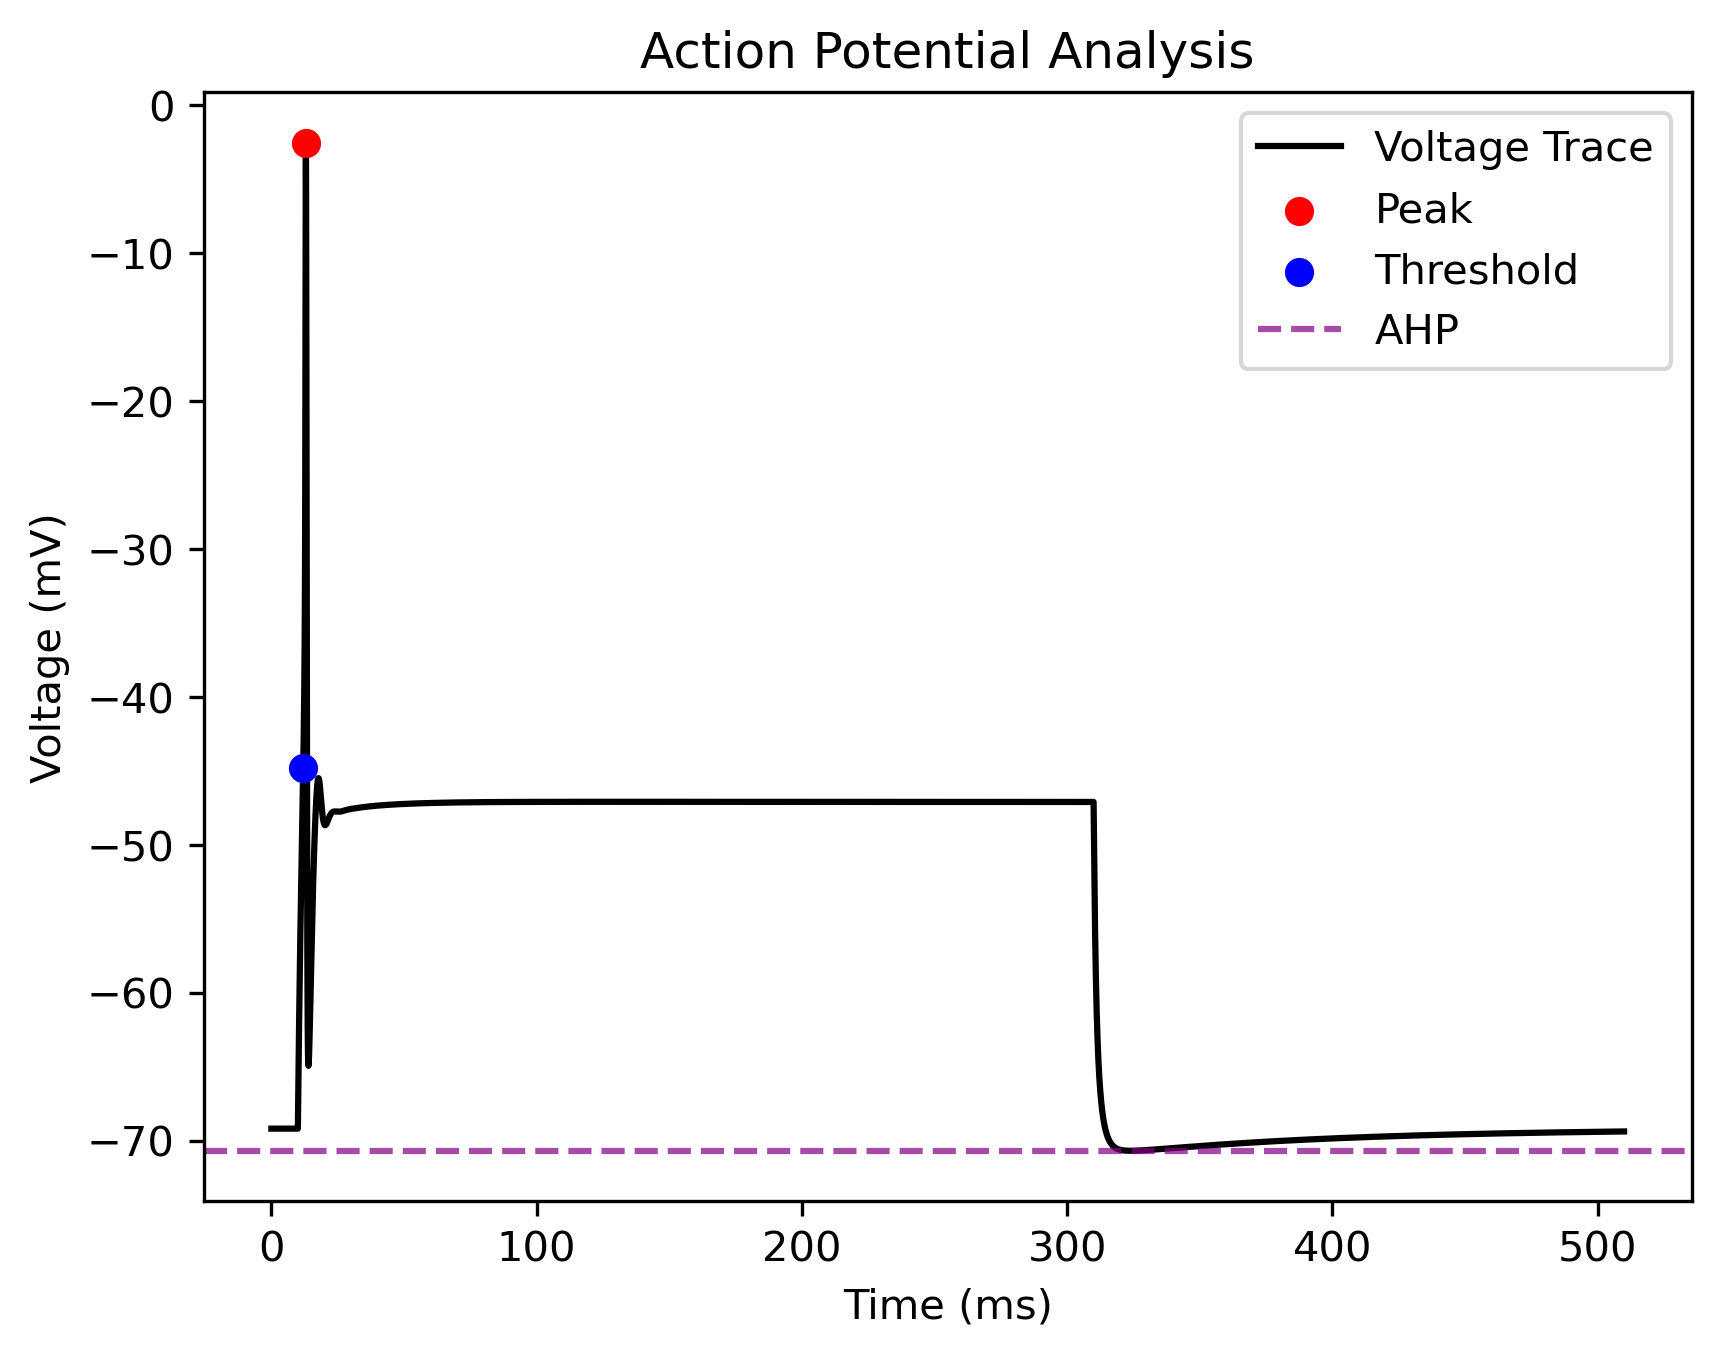 Action Potential Analysis
Voltage Trace
Peak
Threshold
AHP
Voltage (mV)
0
−10
−20
−30
−40
−50
−60
−70
0 100 200 300 400 500
Time (ms)